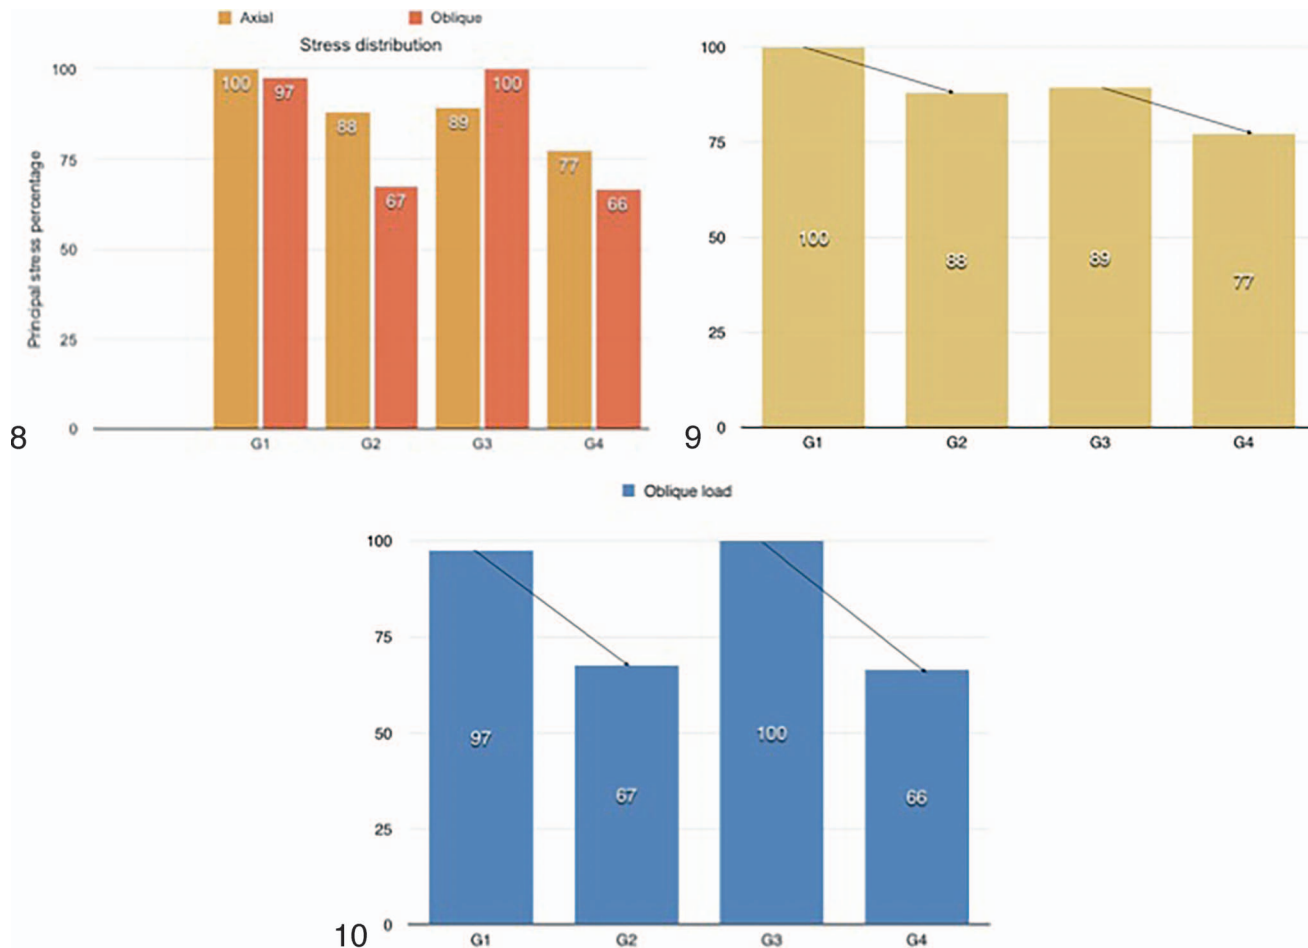 Axial Oblique
Stress distribution
Principal stress percentage
100
75
50
25
0
100 97 88 67 89 100 77 66
G1 G2 G3 G4
8
100
75
50
25
0
100 88 89 77
G1 G2 G3 G4
9
Oblique load
100
75
50
25
0
97 67 100 66
G1 G2 G3 G4
10